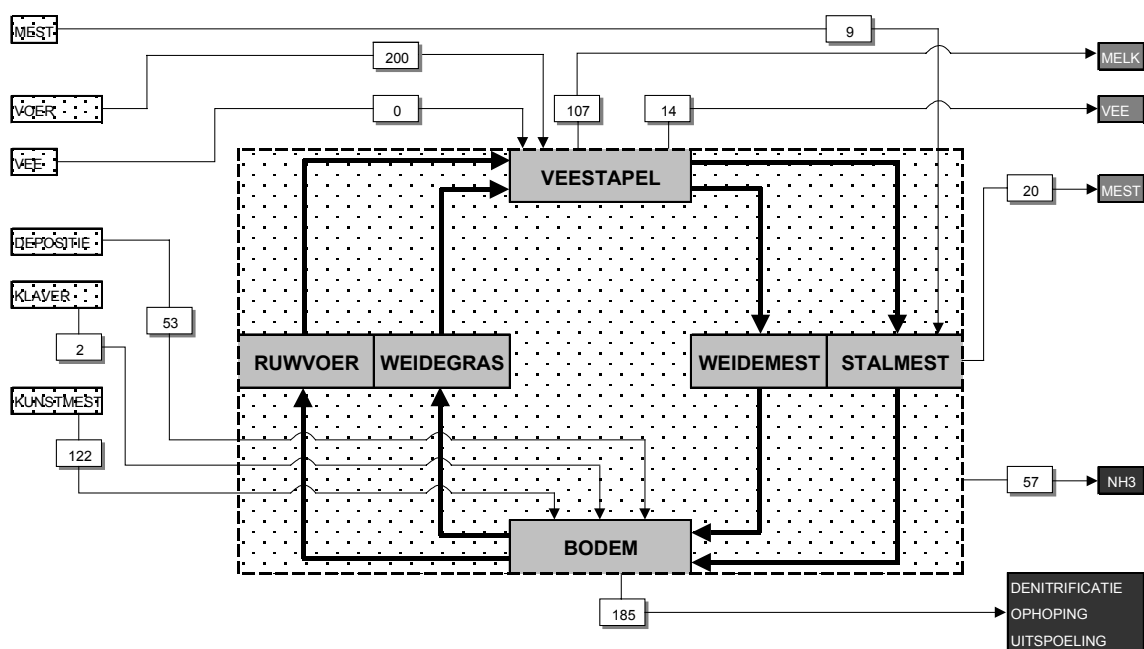 MEST
9
200
MELK
VOER
0
107
14
VEE
VEE
VEESTAPEL
20
MEST
DEPOSITIE
KLAVER
53
2
RUWVOER
WEIDEGRAS
WEIDEMEST
STALMEST
KUNSTMEST
122
57
NH3
BODEM
185
DENITRIFICATIE
OPHOPING
UITSPOELING